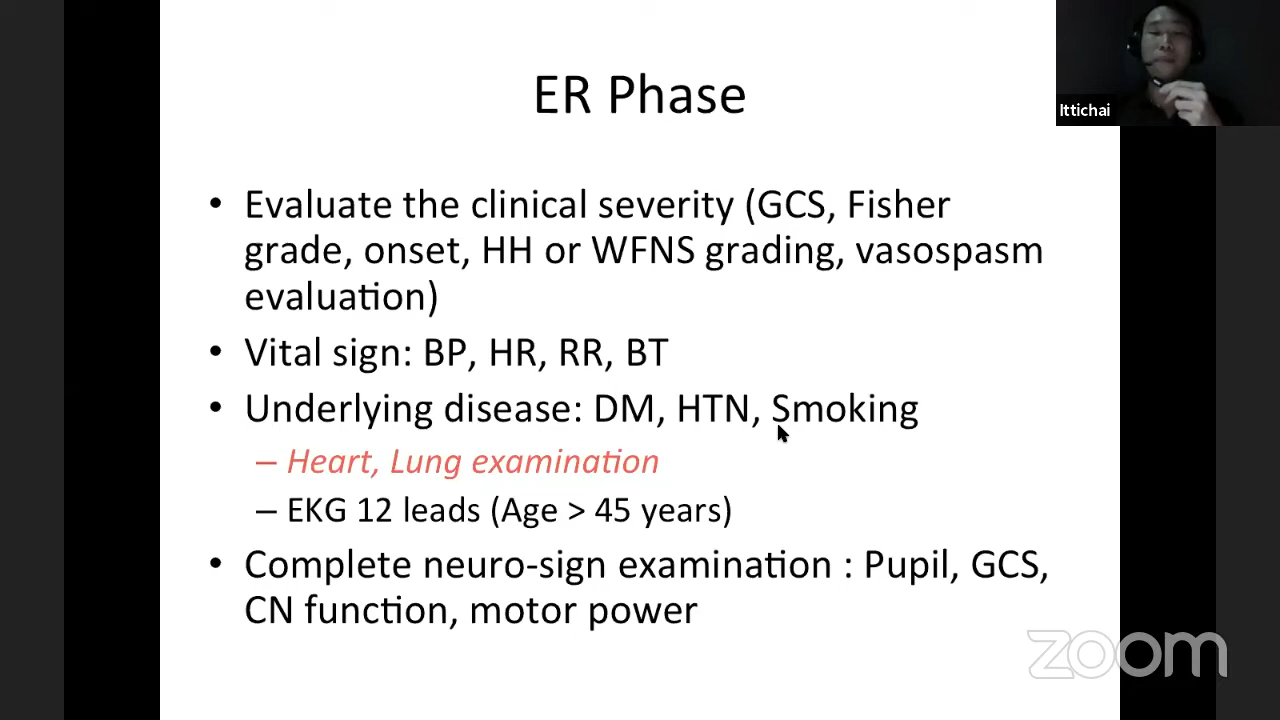 ER Phase
Ittichai
• Evaluate the clinical severity (GCS, Fisher
grade, onset, HH or WFNS grading, vasospasm
evaluation)
• Vital sign: BP, HR, RR, BT
• Underlying disease: DM, HTN, Smoking
– Heart, Lung examination
– EKG 12 leads (Age > 45 years)
• Complete neuro-sign examination : Pupil, GCS,
CN function, motor power
zoom